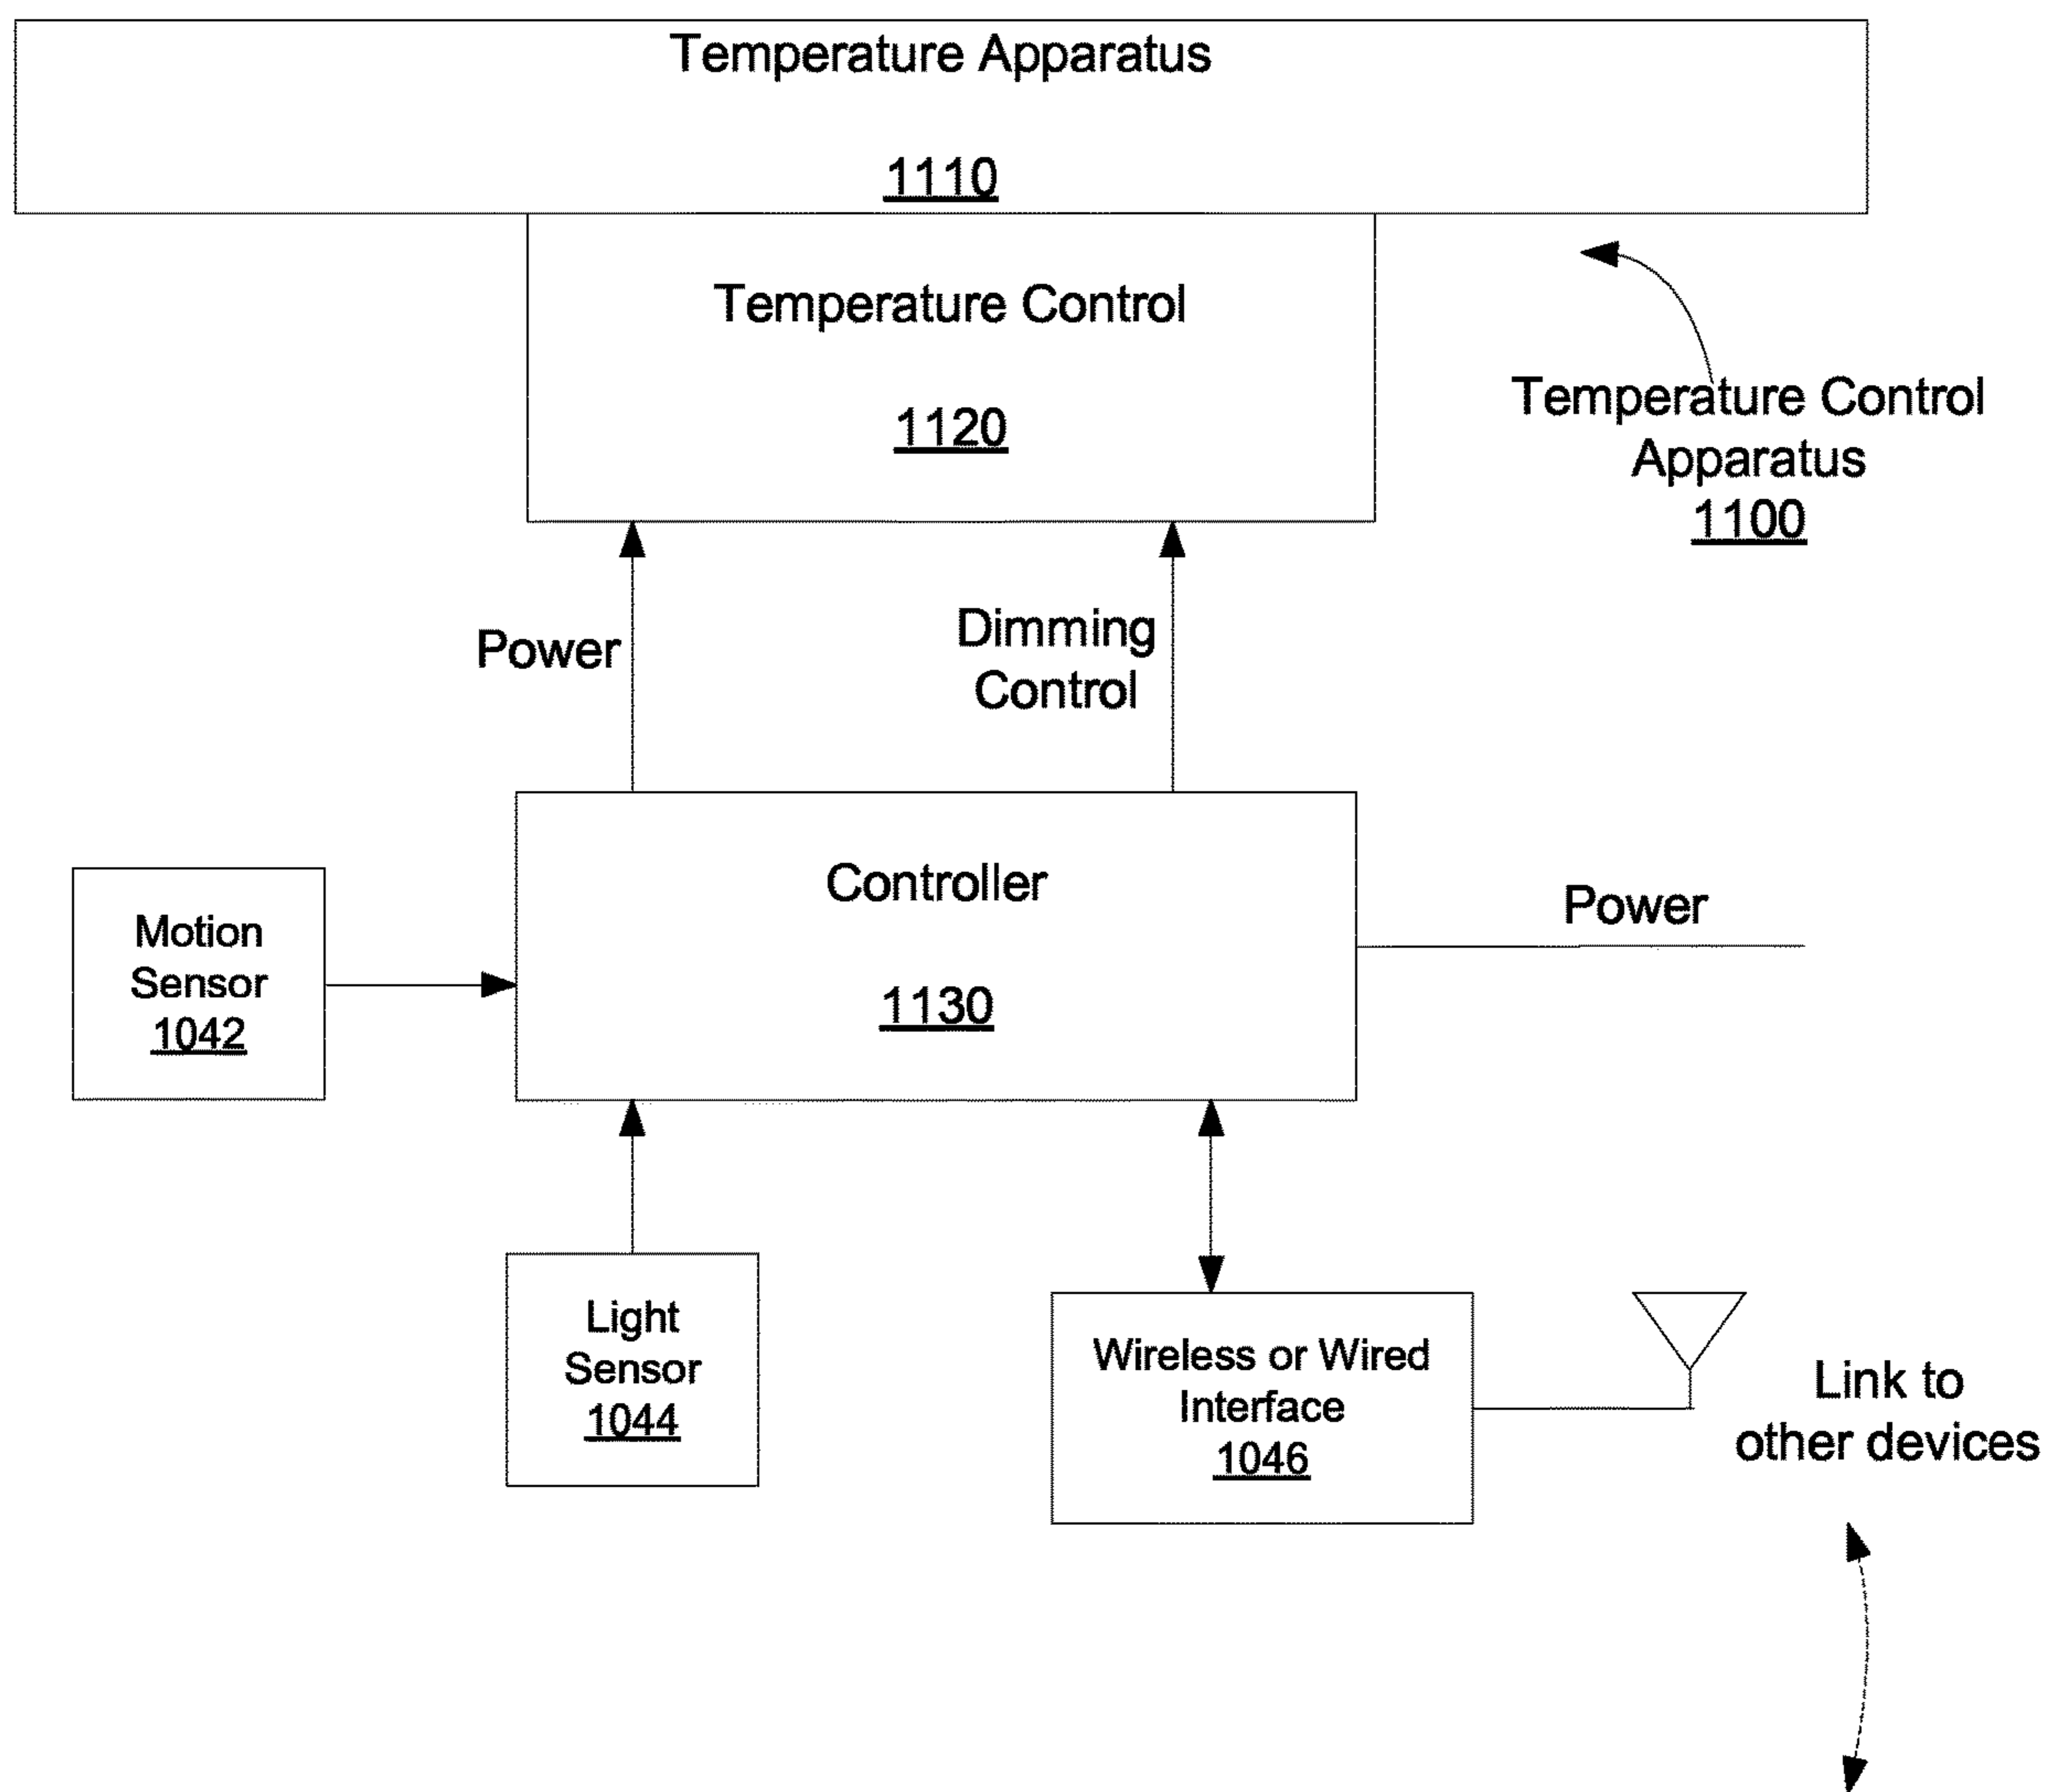 Temperature Apparatus
1110
Temperature Control
1120
Temperature Control
Apparatus
1100
Power
Dimming
Control
Controller
1130
Power
Motion
Sensor
1042
Light
Sensor
1044
Wireless or Wired
Interface
1046
Link to
other devices